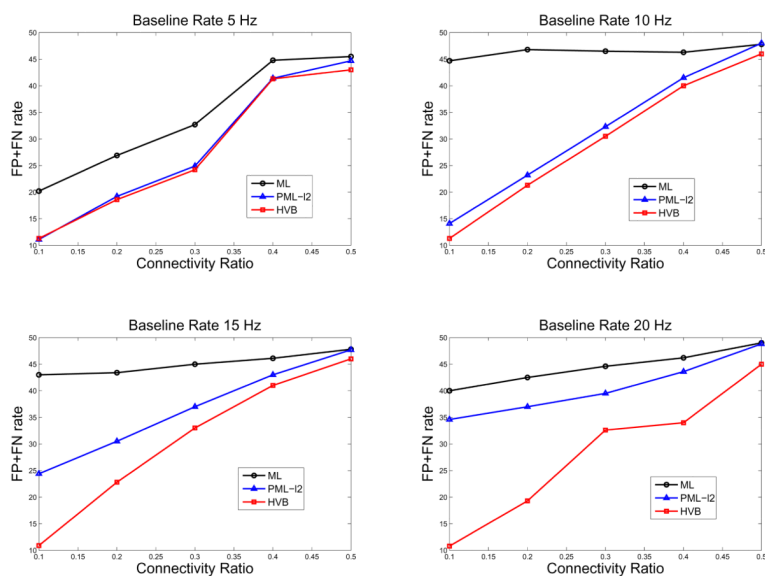 Baseline Rate 5 Hz
50
45
40
35
30
25
20
15
10
FP+FN rate
ML
PML-l2
HVB
0.1 0.15 0.2 0.25 0.3 0.35 0.4 0.45 0.5
Connectivity Ratio
Baseline Rate 10 Hz
50
45
40
35
30
25
20
15
10
FP+FN rate
ML
PML-l2
HVB
0.1 0.15 0.2 0.25 0.3 0.35 0.4 0.45 0.5
Connectivity Ratio
Baseline Rate 15 Hz
50
45
40
35
30
25
20
15
10
FP+FN rate
ML
PML-l2
HVB
0.1 0.15 0.2 0.25 0.3 0.35 0.4 0.45 0.5
Connectivity Ratio
Baseline Rate 20 Hz
50
45
40
35
30
25
20
15
10
FP+FN rate
ML
PML-l2
HVB
0.1 0.15 0.2 0.25 0.3 0.35 0.4 0.45 0.5
Connectivity Ratio